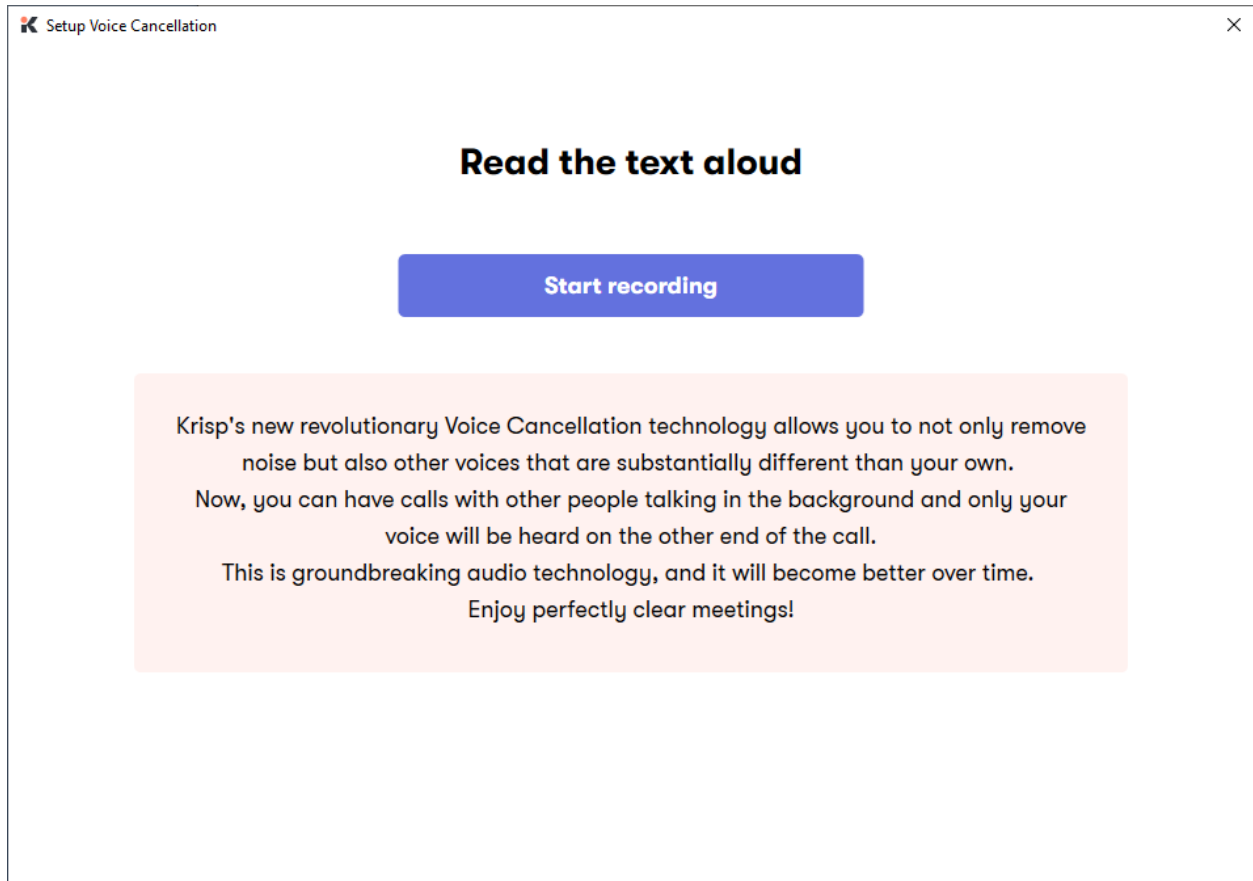 Setup Voice Cancellation
Read the text aloud
Start recording
Krisp's new revolutionary Voice Cancellation technology allows you to not only remove
noise but also other voices that are substantially different than your own.
Now, you can have calls with other people talking in the background and only your
voice will be heard on the other end of the call.
This is groundbreaking audio technology, and it will become better over time.
Enjoy perfectly clear meetings!